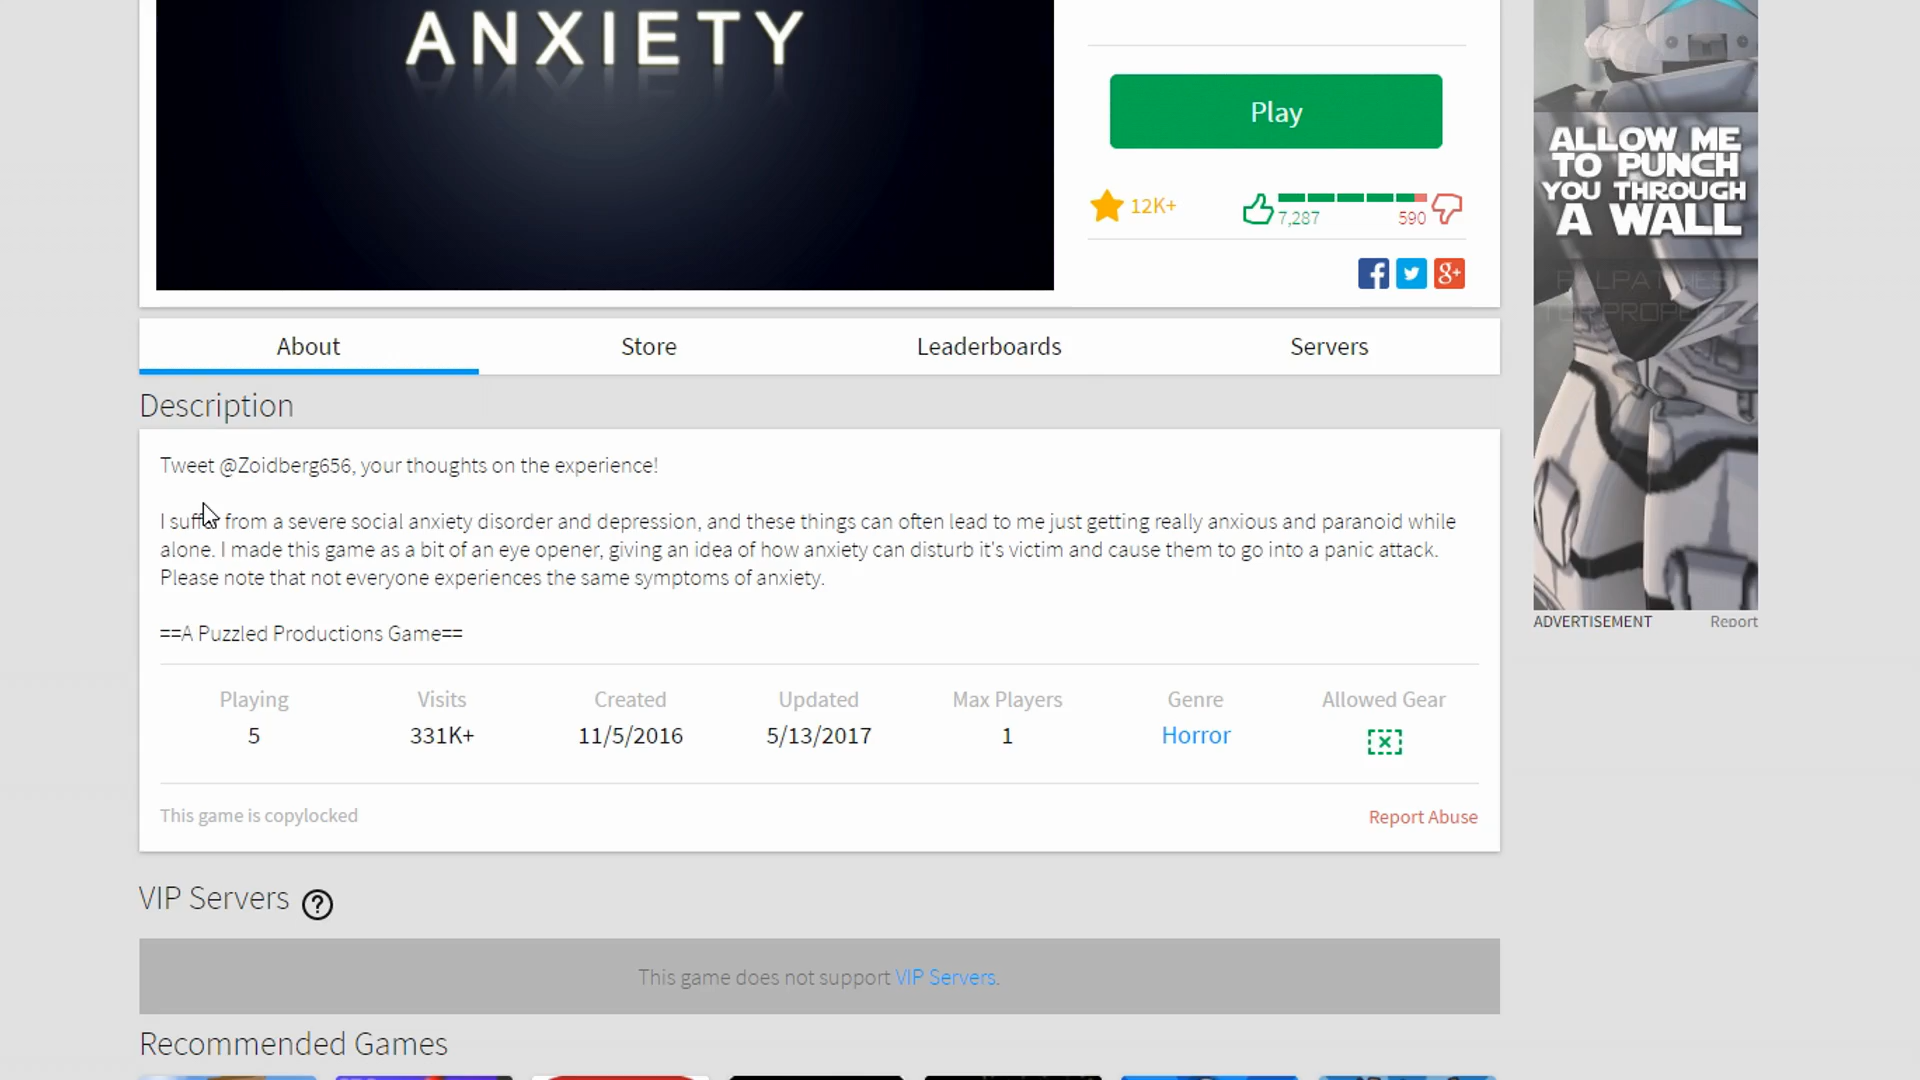 ANXIETY
Play
12K+
7,287
590
About
Store
Leaderboards
Servers
Description
Tweet @Zoidberg656, your thoughts on the experience!
I suffer from a severe social anxiety disorder and depression, and these things can often lead to me just getting really anxious and paranoid while
alone. I made this game as a bit of an eye opener, giving an idea of how anxiety can disturb it's victim and cause them to go into a panic attack.
Please note that not everyone experiences the same symptoms of anxiety.
==A Puzzled Productions Game==
Playing
Visits
Created
Updated
Max Players
Genre
Allowed Gear
5
331K+
11/5/2016
5/13/2017
1
Horror
This game is copylocked
Report Abuse
VIP Servers
This game does not support VIP Servers.
Recommended Games
ALLOW ME
TO PUNCH
YOU THROUGH
A WALL
ADVERTISEMENT
Report